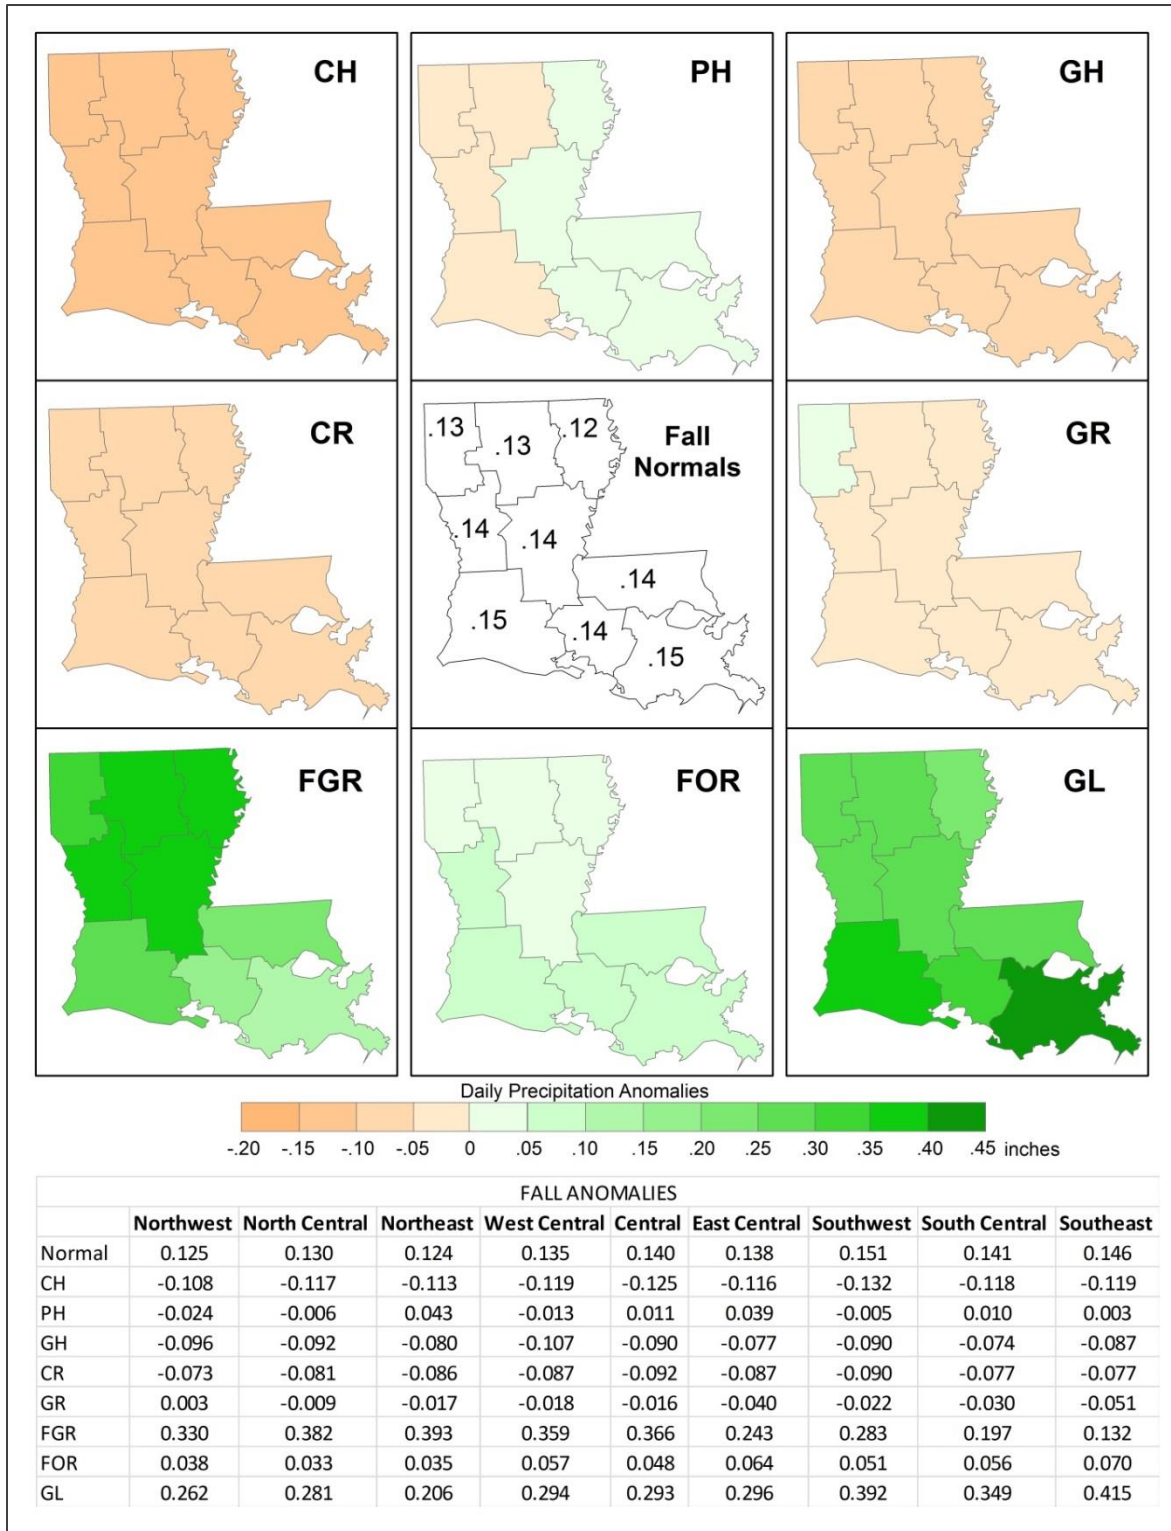 CH
PH
GH
CR
.13
.13
.12
Fall
Normals
.14
.14
.14
.15
.14
.15
GR
FGR
FOR
GL
Daily Precipitation Anomalies
-.20 -.15 -.10 -.05 0 .05 .10 .15 .20 .25 .30 .35 .40 .45 inches
FALL ANOMALIES
Northwest North Central Northeast West Central Central East Central Southwest South Central Southeast
Normal 0.125 0.130 0.124 0.135 0.140 0.138 0.151 0.141 0.146
CH -0.108 -0.117 -0.113 -0.119 -0.125 -0.116 -0.132 -0.118 -0.119
PH -0.024 -0.006 0.043 -0.013 0.011 0.039 -0.005 0.010 0.003
GH -0.096 -0.092 -0.080 -0.107 -0.090 -0.077 -0.090 -0.074 -0.087
CR -0.073 -0.081 -0.086 -0.087 -0.092 -0.087 -0.090 -0.077 -0.077
GR 0.003 -0.009 -0.017 -0.018 -0.016 -0.040 -0.022 -0.030 -0.051
FGR 0.330 0.382 0.393 0.359 0.366 0.243 0.283 0.197 0.132
FOR 0.038 0.033 0.035 0.057 0.048 0.064 0.051 0.056 0.070
GL 0.262 0.281 0.206 0.294 0.293 0.296 0.392 0.349 0.415